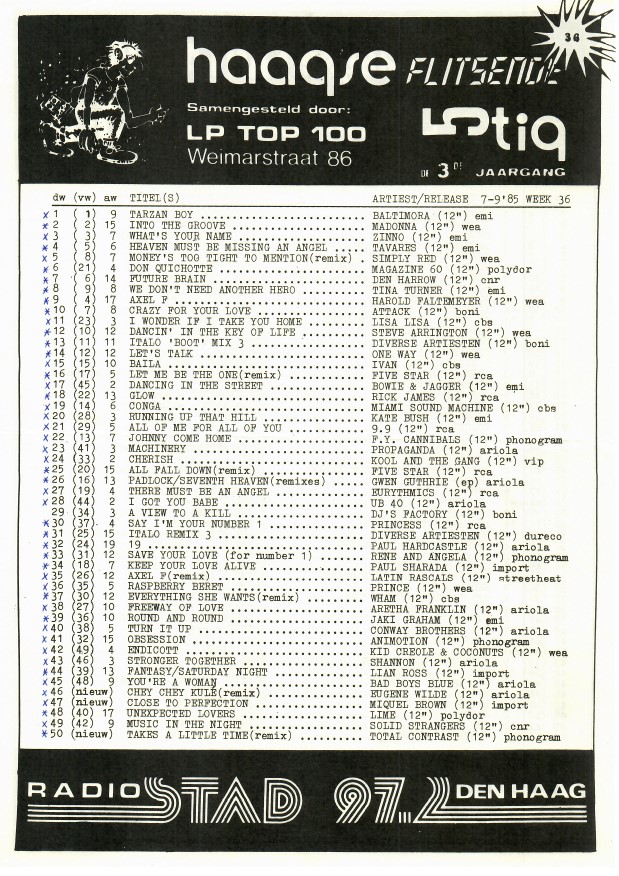 36
haagse FLITSENDE
Samengesteld door:
LP TOP 100
Weimarstraat 86
5tig
DE 3DE JAARGANG
dw (vw) aw TITEL(S) ARTIEST/RELEASE 7-9'85 WEEK 36
x 1 ( 1) 9 TARZAN BOY .................... BALTIMORA (12") emi
x 2 ( 2) 15 INTO THE GROOVE .................... MADONNA (12") wea
x 3 ( 3) 7 WHAT'S YOUR NAME .................... ZINNO (12") emi
* 4 ( 5) 6 HEAVEN MUST BE MISSING AN ANGEL .................... TAVARES (12") emi
x 5 ( 8) 7 MONEY'S TOO TIGHT TO MENTION(remix) . SIMPLY RED (12") wea
* 6 (21) 4 DON QUICHOTTE .................... MAGAZINE 60 (12") polydor
* 7 ( 6) 14 FUTURE BRAIN .................... DEN HARROW (12") cnr
* 8 ( 9) 8 WE DON'T NEED ANOTHER HERO .................... TINA TURNER (12") emi
* 9 ( 4) 17 AXEL F .................... HAROLD FALTEMEYER (12") wea
*10 ( 7) 8 CRAZY FOR YOUR LOVE .................... ATTACK (12") boni
x11 (23) 3 I WONDER IF I TAKE YOU HOME .................... LISA LISA (12") cbs
*12 (10) 12 DANCIN' IN THE KEY OF LIFE .................... STEVE ARRINGTON (12") wea
*13 (11) 11 ITALO 'BOOT' MIX 3 .................... DIVERSE ARTIESTEN (12") boni
*14 (12) 12 LET'S TALK .................... ONE WAY (12") wea
x15 (15) 10 BAILA .................... IVAN (12") cbs
*16 (17) 5 LET ME BE THE ONE(remix) .................... FIVE STAR (12") rca
x17 (45) 2 DANCING IN THE STREET .................... BOWIE & JAGGER (12") emi
*18 (22) 13 GLOW .................... RICK JAMES (12") rca
x19 (14) 6 CONGA .................... MIAMI SOUND MACHINE (12") cbs
x20 (28) 3 RUNNING UP THAT HILL .................... KATE BUSH (12") emi
x21 (29) 5 ALL OF ME FOR ALL OF YOU .................... 9.9 (12") rca
x22 (13) 7 JOHNNY COME HOME .................... F.Y. CANNIBALS (12") phonogram
x23 (41) 3 MACHINERY .................... PROPAGANDA (12") ariola
x24 (33) 2 CHERISH .................... KOOL AND THE GANG (12") vip
*25 (20) 15 ALL FALL DOWN(remix) .................... FIVE STAR (12") rca
*26 (16) 13 PADLOCK/SEVENTH HEAVEN(remixes) .................... GWEN GUTHRIE (ep) ariola
x27 (19) 4 THERE MUST BE AN ANGEL .................... EURYTHMICS (12") rca
x28 (44) 2 I GOT YOU BABE .................... UB 40 (12") ariola
29 (34) 3 A VIEW TO A KILL .................... DJ'S FACTORY (12") boni
*30 (37) 4 SAY I'M YOUR NUMBER 1 .................... PRINCESS (12") rca
*31 (25) 15 ITALO REMIX 3 .................... DIVERSE ARTIESTEN (12") dureco
*32 (24) 19 19 .................... PAUL HARDCASTLE (12") ariola
*33 (31) 12 SAVE YOUR LOVE (for number 1) .................... RENE AND ANGELA (12") phonogram
*34 (18) 7 KEEP YOUR LOVE ALIVE .................... PAUL SHARADA (12") import
x35 (26) 12 AXEL F(remix) .................... LATIN RASCALS (12") streetheat
x36 (35) 5 RASPBERRY BERET .................... PRINCE (12") wea
*37 (30) 12 EVERYTHING SHE WANTS(remix) .................... WHAM (12") cbs
x38 (27) 10 FREEWAY OF LOVE .................... ARETHA FRANKLIN (12") ariola
*39 (36) 10 ROUND AND ROUND .................... JAKI GRAHAM (12") emi
x40 (38) 5 TURN IT UP .................... CONWAY BROTHERS (12") ariola
x41 (32) 15 OBSESSION .................... ANIMOTION (12") phonogram
x42 (49) 4 ENDICOTT .................... KID CREOLE & COCONUTS (12") wea
x43 (46) 3 STRONGER TOGETHER .................... SHANNON (12") ariola
*44 (39) 13 FANTASY/SATURDAY NIGHT .................... LIAN ROSS (12") import
x45 (48) 9 YOU'RE A WOMAN .................... BAD BOYS BLUE (12") ariola
x46 (nieuw) CHEY CHEY KULE(remix) .................... EUGENE WILDE (12") ariola
x47 (nieuw) CLOSE TO PERFECTION .................... MIQUEL BROWN (12") import
*48 (40) 17 UNEXPECTED LOVERS .................... LIME (12") polydor
x49 (42) 9 MUSIC IN THE NIGHT .................... SOLID STRANGERS (12") cnr
*50 (nieuw) TAKES A LITTLE TIME(remix) .................... TOTAL CONTRAST (12") phonogram
RADIO STAD 97.2 DEN HAAG